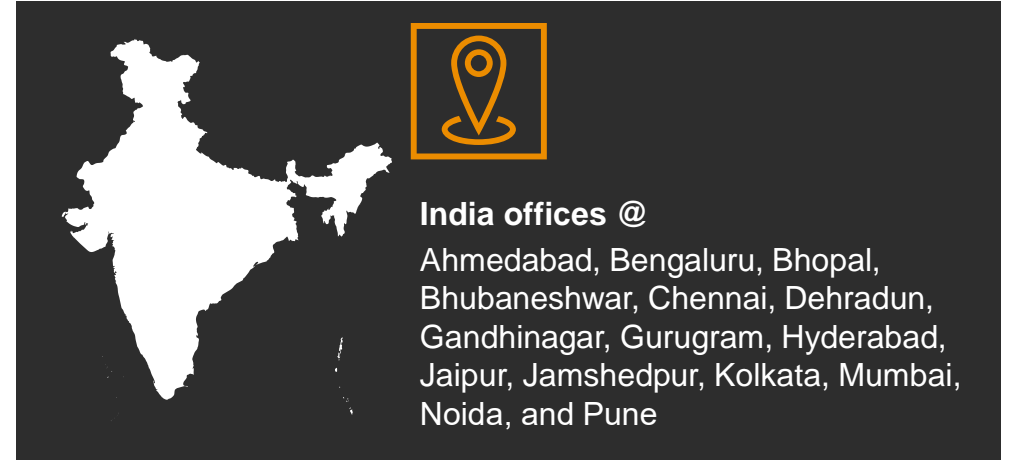 India offices @
Ahmedabad, Bengaluru, Bhopal,
Bhubaneshwar, Chennai, Dehradun,
Gandhinagar, Gurugram, Hyderabad,
Jaipur, Jamshedpur, Kolkata, Mumbai,
Noida, and Pune